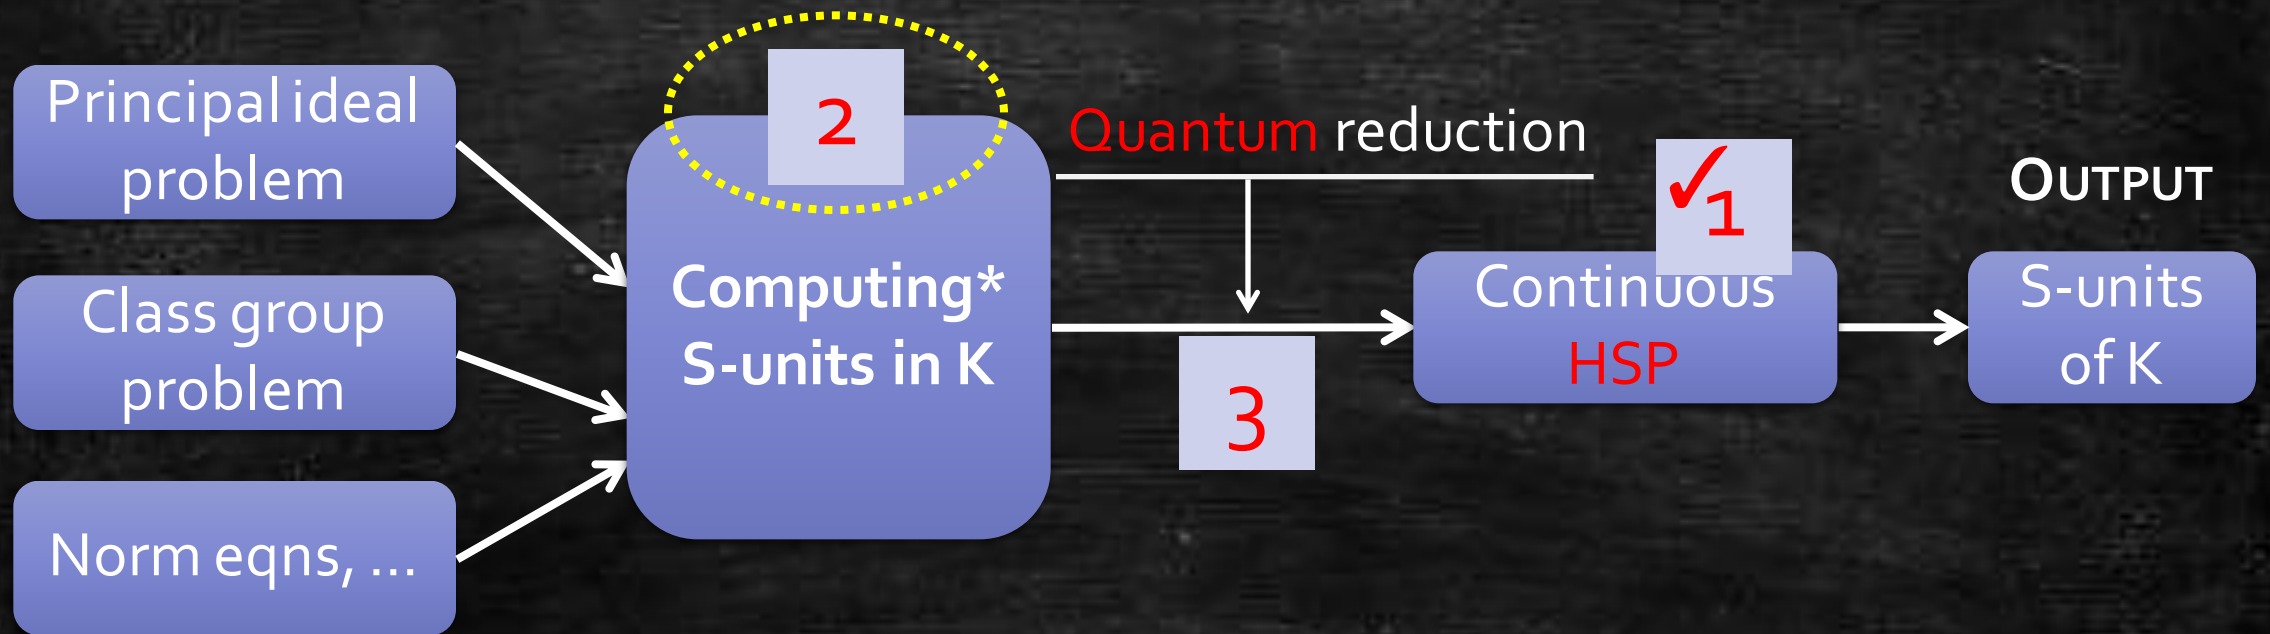 Principal ideal
problem
Class group
problem
Norm eqns, ...
2
Computing*
S-units in K
Quantum reduction
3
✓1
Continuous
HSP
OUTPUT
S-units
of K